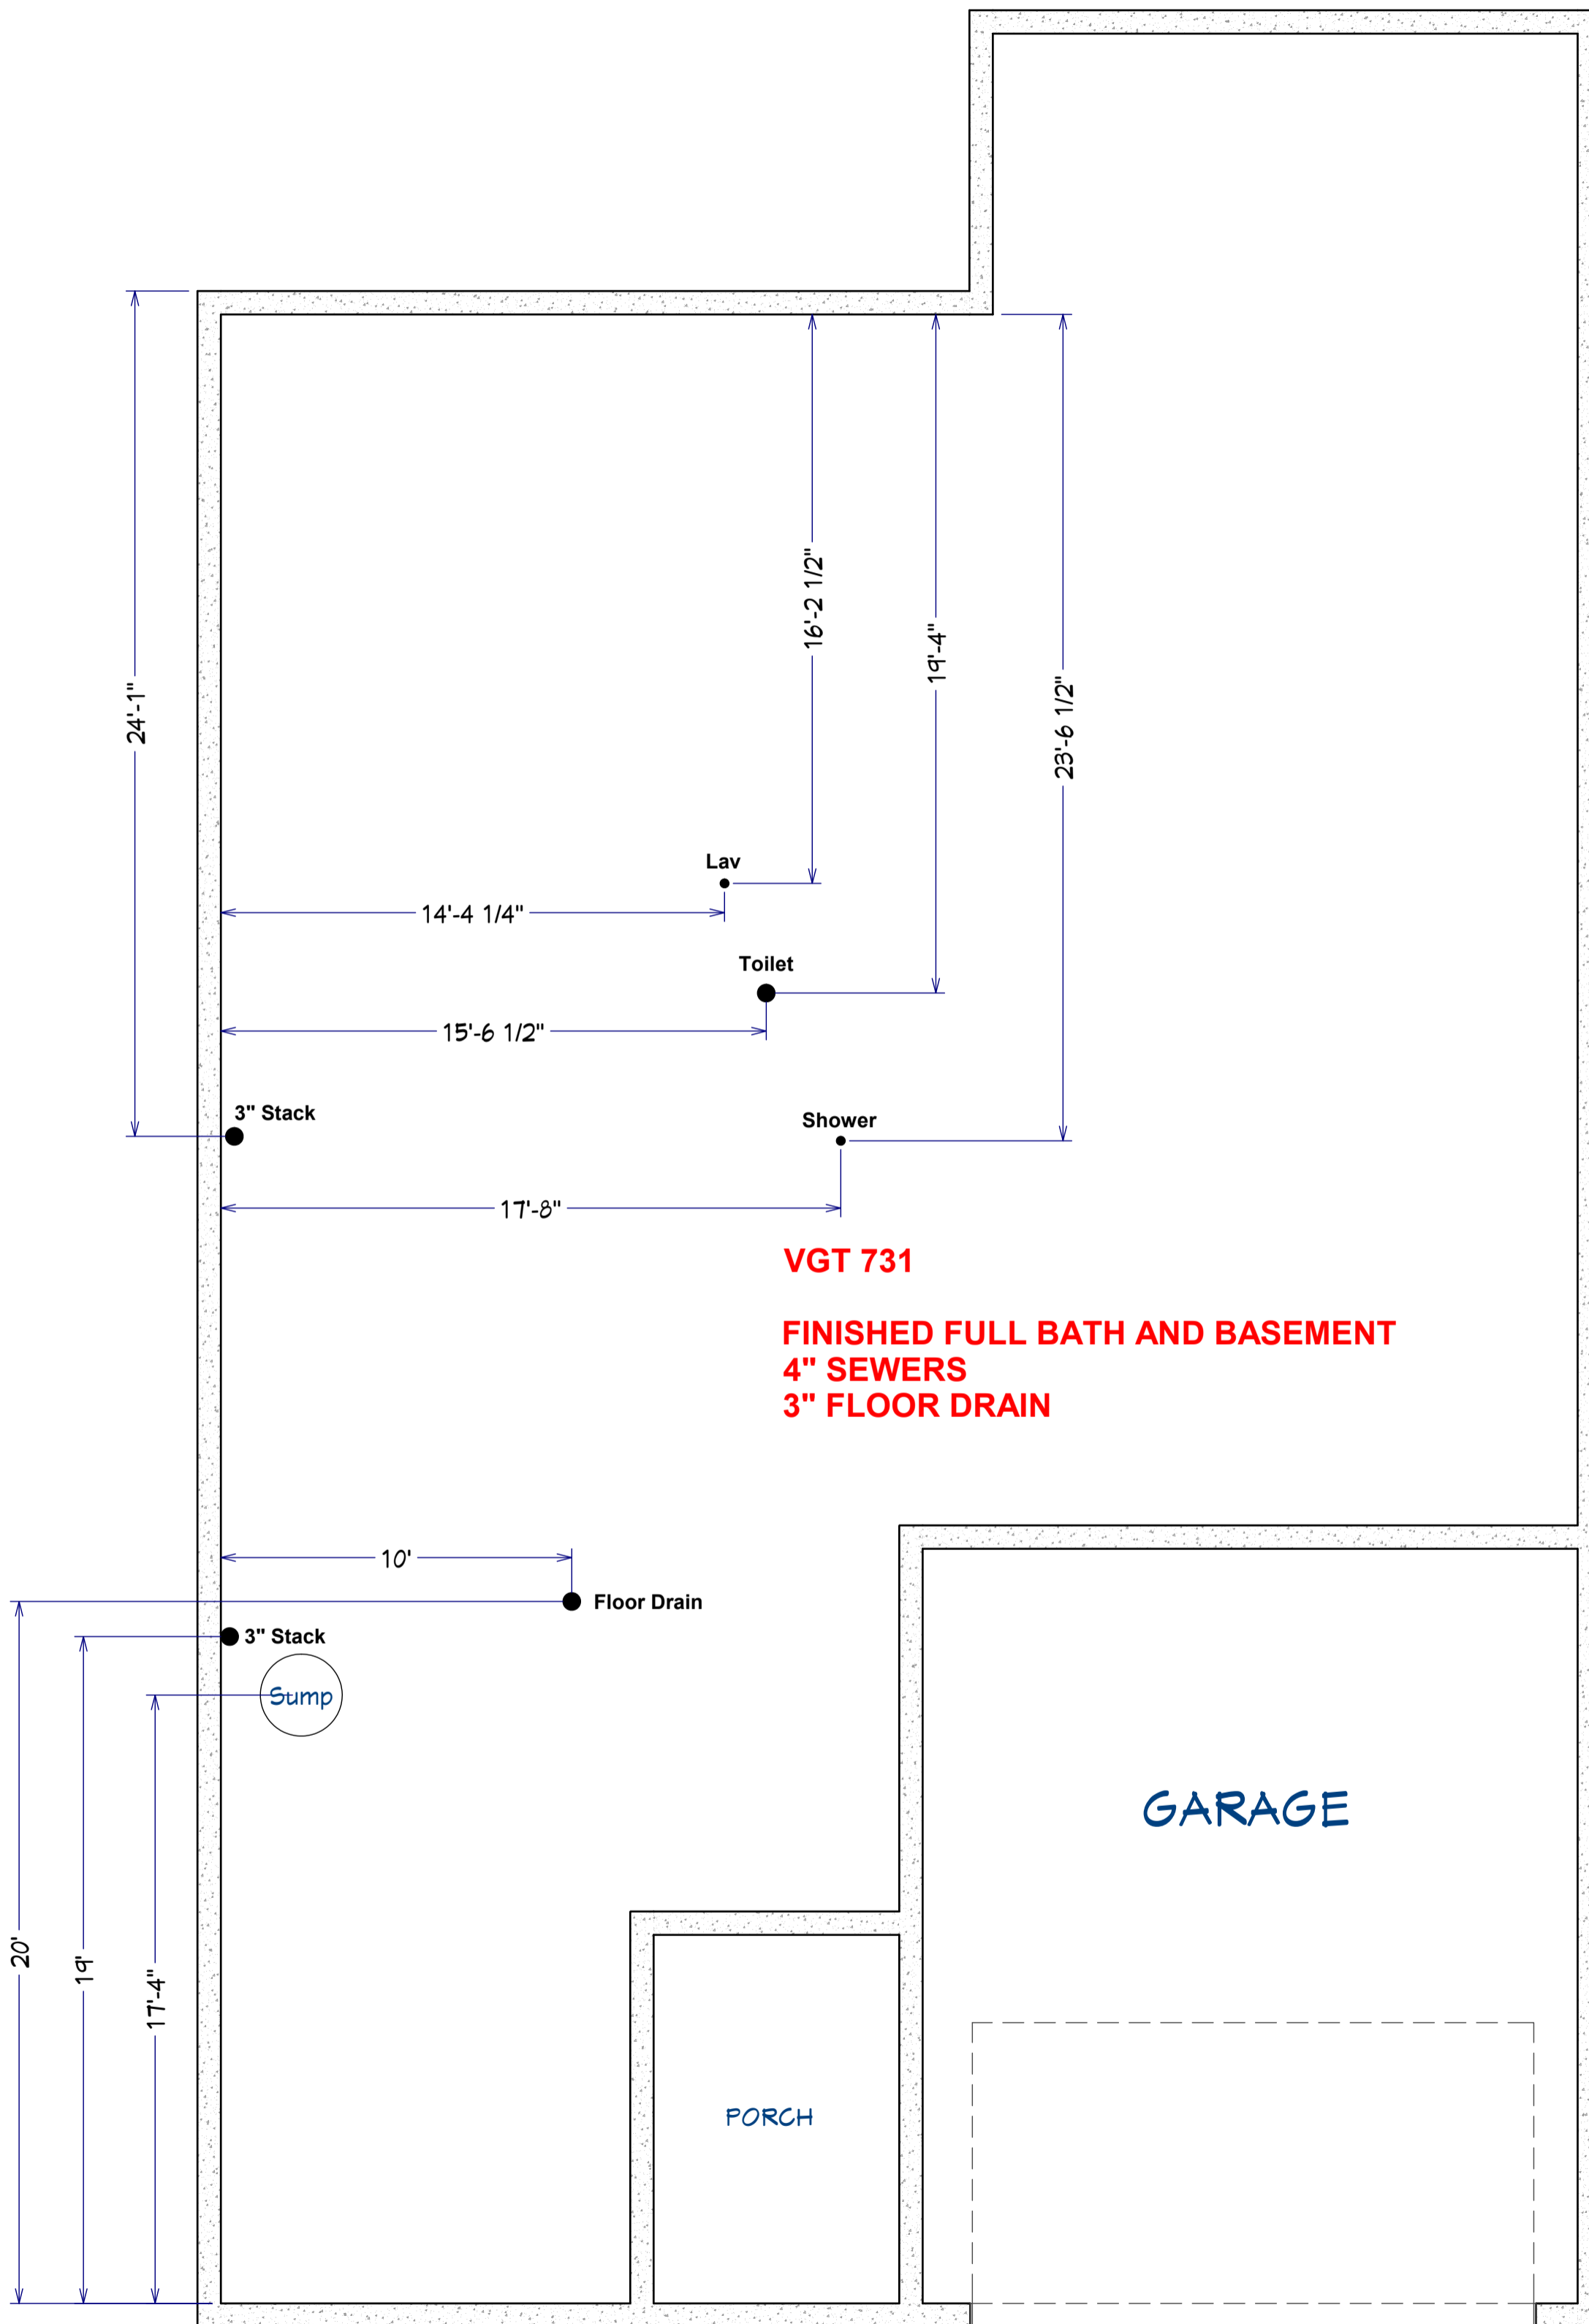 16'-2 1/2"
19'-4"
24'-1"
23'-6 1/2"
Lav
14'-4 1/4"
Toilet
15'-6 1/2"
3" Stack
Shower
17'-8"
VGT 731
FINISHED FULL BATH AND BASEMENT
4" SEWERS
3" FLOOR DRAIN
10'
Floor Drain
3" Stack
Sump
GARAGE
20'
19'
17'-4"
PORCH